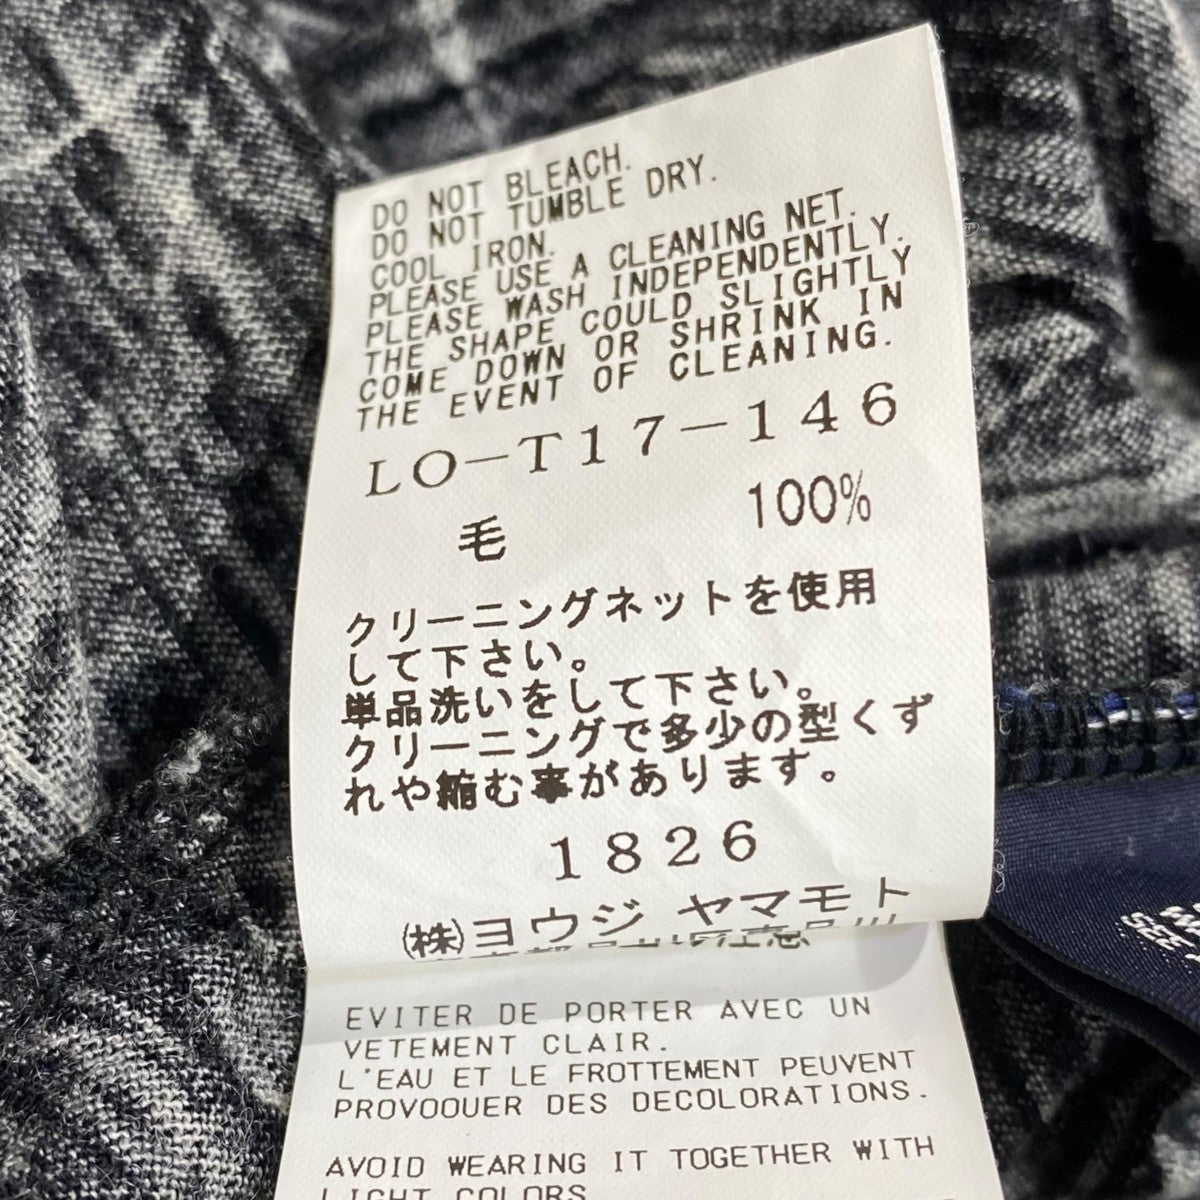 DO NOT BLEACH.
DO NOT TUMBLE DRY.
COOL IRON.
PLEASE USE A CLEANING NET.
PLEASE WASH INDEPENDENTLY.
THE SHAPE COULD SLIGHTLY
COME DOWN OR SHRINK IN
THE EVENT OF CLEANING.
LO-T17-146
毛 100%
クリーニングネットを使用
して下さい。
単品洗いをして下さい。
クリーニングで多少の型くず
れや縮む事があります。
1826
㈱ヨウジ ヤマモト
EVITER DE PORTER AVEC UN
VETEMENT CLAIR.
L'EAU ET LE FROTTEMENT PEUVENT
PROVOOUER DES DECOLORATIONS.
AVOID WEARING IT TOGETHER WITH
LIGHT COLORS